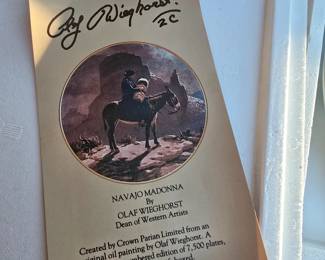 Olaf Wieghorst.
2C
NAVAJO MADONNA
By
OLAF WIEGHORST
Dean of Western Artists
Created by Crown Parian Limited from an
original oil painting by Olaf Wieghorst. A
numbered edition of 7,500 plates,